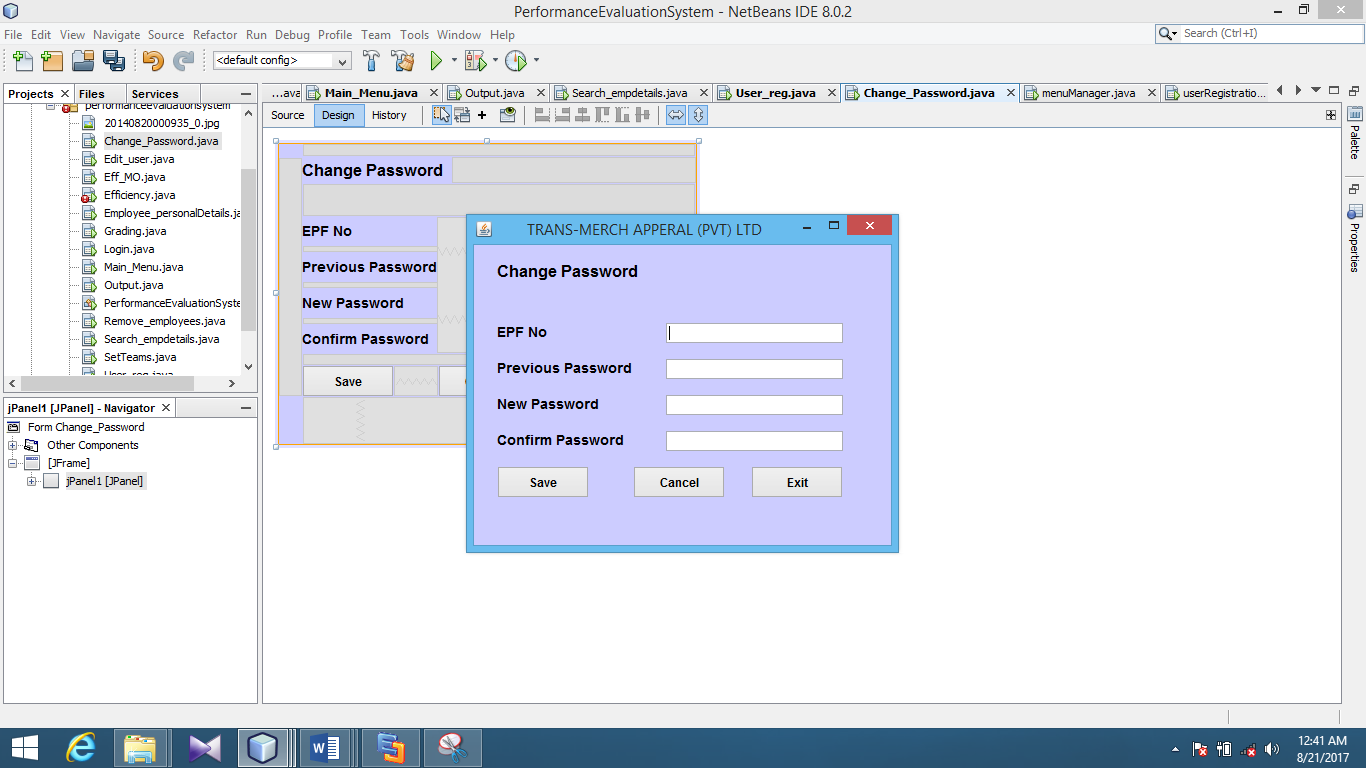 PerformanceEvaluationSystem - NetBeans IDE 8.0.2
File Edit View Navigate Source Refactor Run Debug Profile Team Tools Window Help
Search (Ctrl+I)
<default config>
Projects Files Services
...ava Main_Menu.java Output.java Search_empdetails.java User_reg.java Change_Password.java menuManager.java userRegistratio...
Source Design History
performanceevaluationsystem
20140820000935_0.jpg
Change_Password.java
Edit_user.java
Eff_MO.java
Efficiency.java
Employee_personalDetails.ja
Grading.java
Login.java
Main_Menu.java
Output.java
PerformanceEvaluationSyste
Remove_employees.java
Search_empdetails.java
SetTeams.java
User_reg.java
jPanel1 [JPanel] - Navigator
Form Change_Password
Other Components
[JFrame]
jPanel1 [JPanel]
Change Password
EPF No
Previous Password
New Password
Confirm Password
Save
TRANS-MERCH APPERAL (PVT) LTD
Change Password
EPF No
Previous Password
New Password
Confirm Password
Save Cancel Exit
Palette
Properties
12:41 AM
8/21/2017